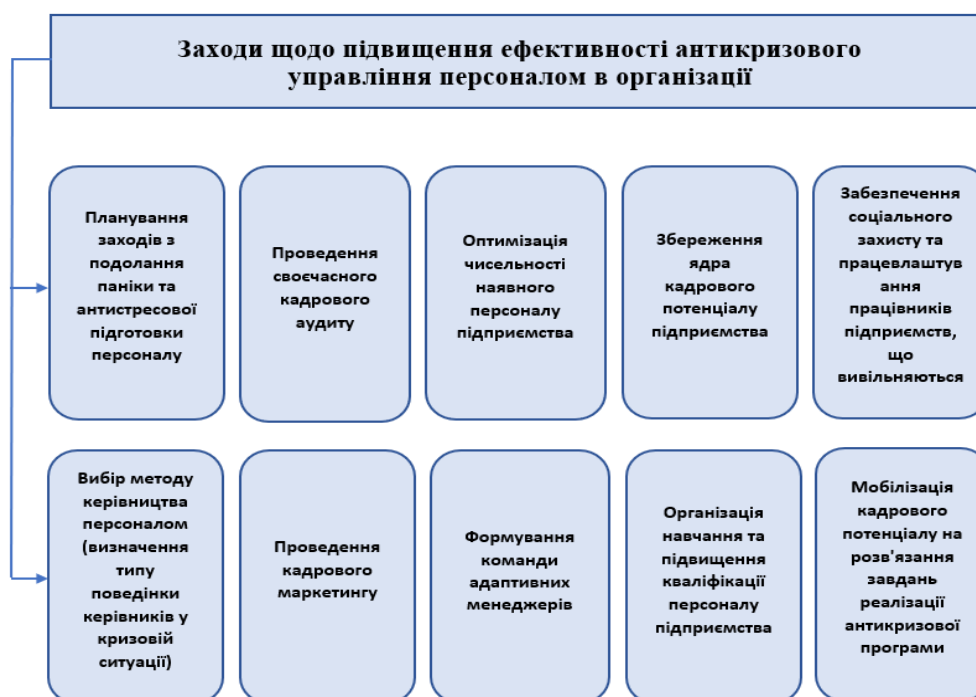 Заходи щодо підвищення ефективності антикризового
управління персоналом в організації
Планування
заходів з
подолання
паніки та
антистресової
підготовки
персоналу
Проведення
своєчасного
кадрового
аудиту
Оптимізація
чисельності
наявного
персоналу
підприємства
Збереження
ядра
кадрового
потенціалу
підприємства
Забезпечення
соціального
захисту та
працевлаштув
ання
працівників
підприємств,
що
вивільняються
Вибір методу
керівництва
персоналом
(визначення
типу
поведінки
керівників у
кризовій
ситуації)
Проведення
кадрового
маркетингу
Формування
команди
адаптивних
менеджерів
Організація
навчання та
підвищення
кваліфікації
персоналу
підприємства
Мобілізація
кадрового
потенціалу на
розв'язання
завдань
реалізації
антикризової
програми